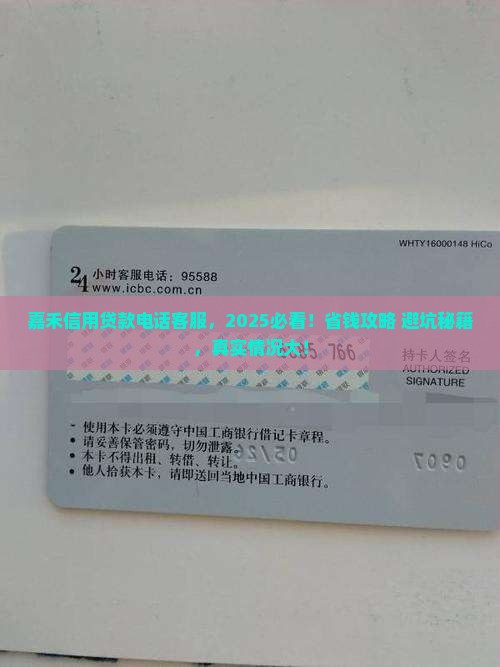 WHTY16000148 HiCo
24小时客服电话：95588
www.icbc.com.cn
嘉禾信用贷款电话客服，2025必看！省钱攻略 避坑秘籍
，真实情况太！
766
持卡人签名
AUTHORIZED
SIGNATURE
- 使用本卡必须遵守中国工商银行借记卡章程。
• 请妥善保管密码，切勿泄露。
• 本卡不得出租、转借、转让。
• 他人拾获本卡，请即送回当地中国工商银行。